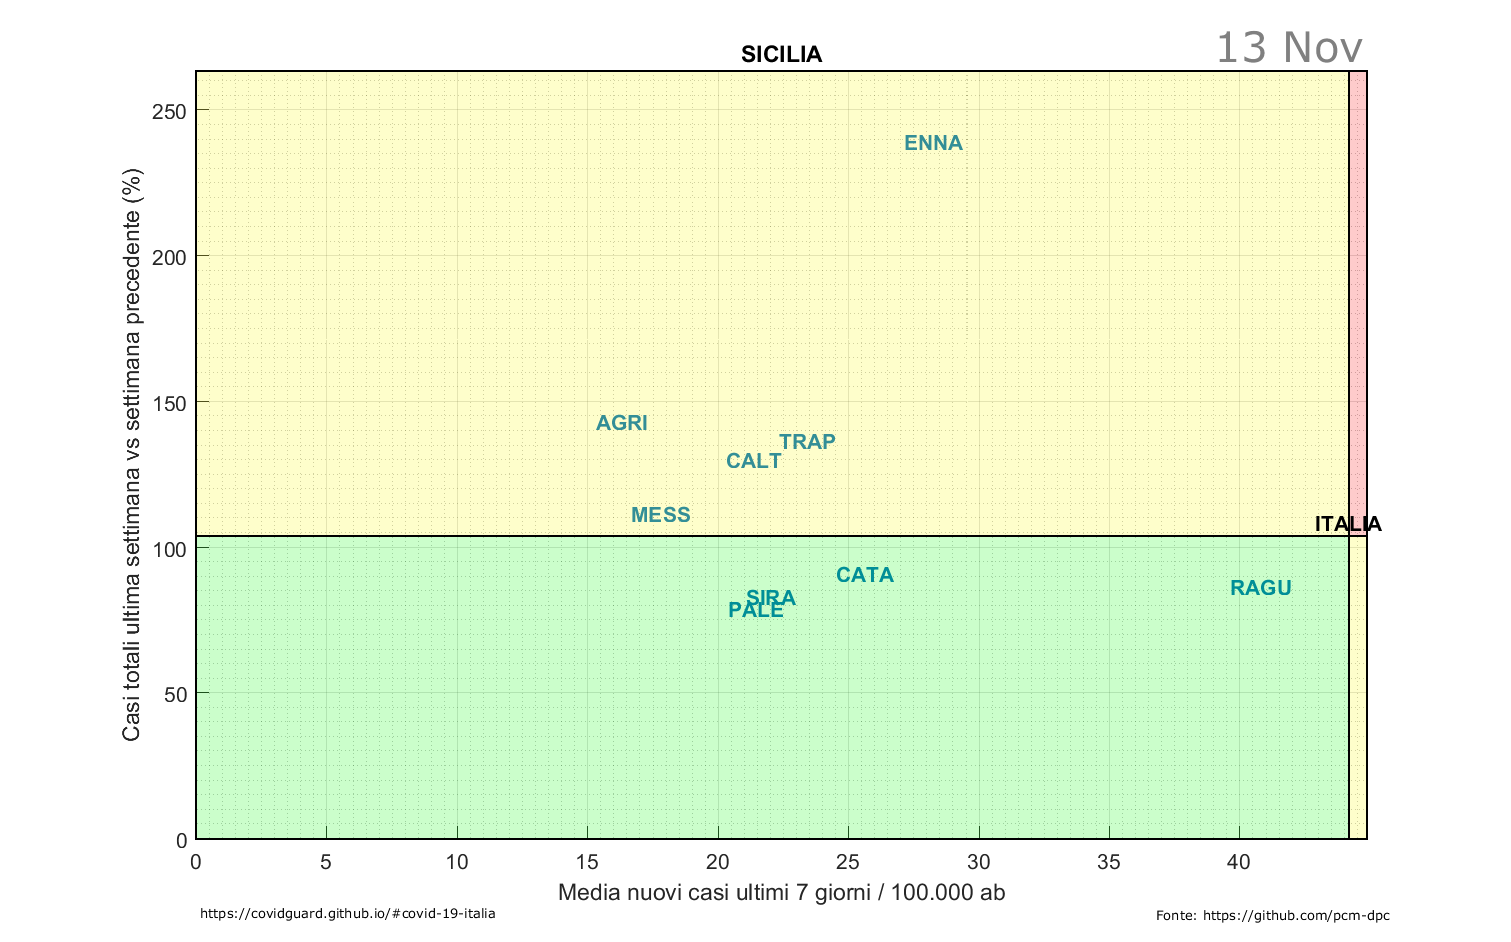 13 Nov
SICILIA
Casi totali ultima settimana vs settimana precedente (%)
250
200
150
100
50
0
ENNA
AGRI
TRAP
CALT
MESS
ITALIA
CATA
RAGU
SIRA
PALE
0 5 10 15 20 25 30 35 40
Media nuovi casi ultimi 7 giorni / 100.000 ab
https://covidguard.github.io/#covid-19-italia
Fonte: https://github.com/pcm-dpc